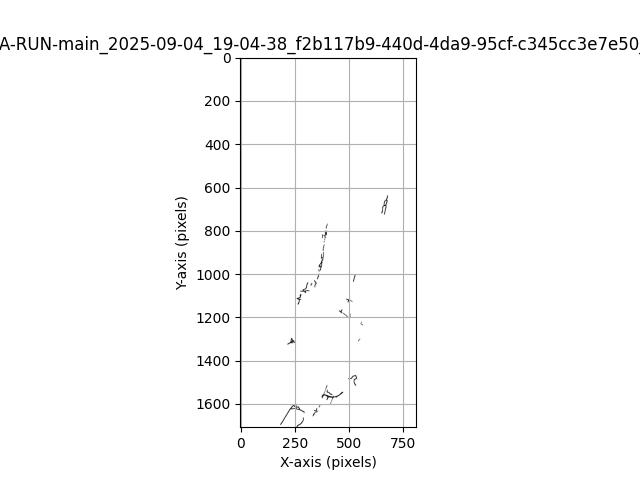 A-RUN-main_2025-09-04_19-04-38_f2b117b9-440d-4da9-95cf-c345cc3e7e50_
0
200
400
600
800
1000
1200
1400
1600
Y-axis (pixels)
0 250 500 750
X-axis (pixels)